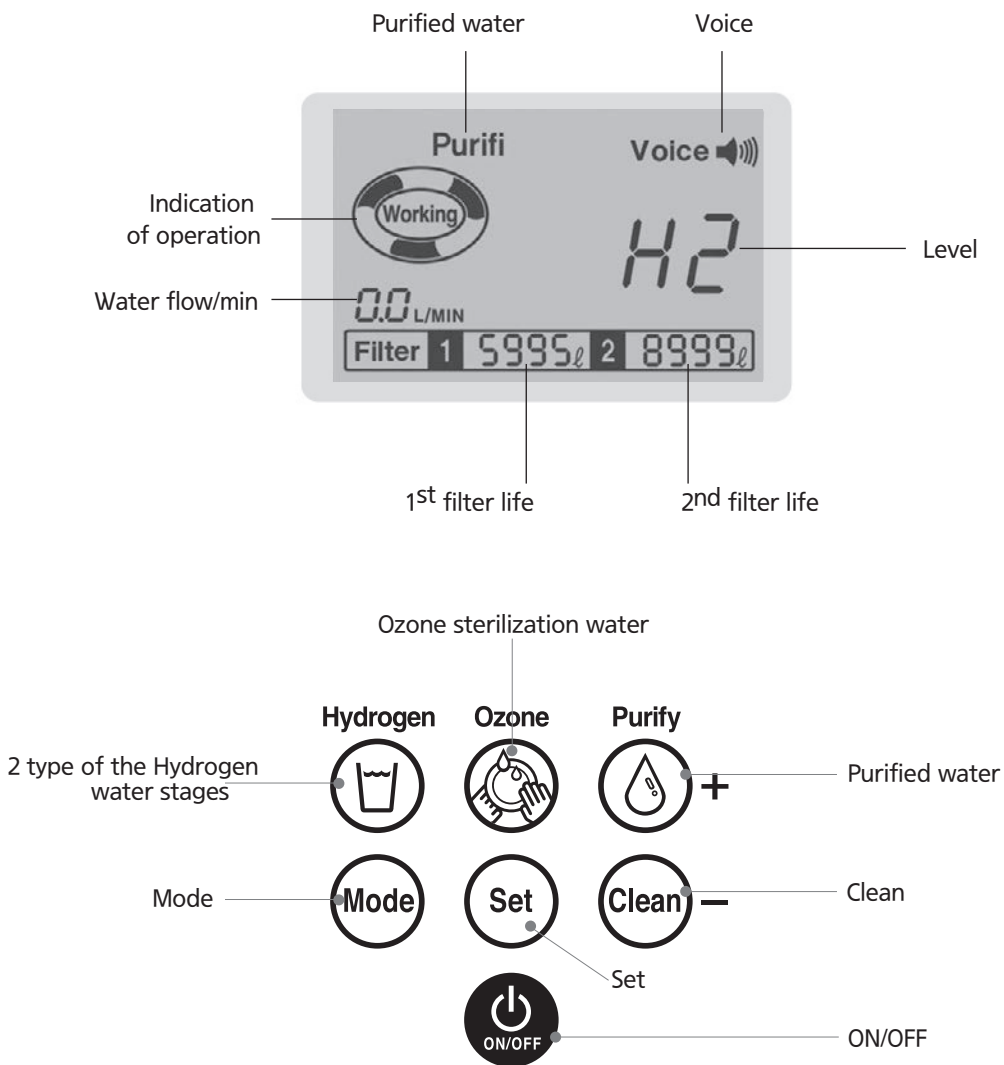 Purified water
Voice
Purifi
Voice
Working
Indication
of operation
H2
Level
Water flow/min
0.0 L/MIN
Filter 1 5995ℓ 2 8999ℓ
1st filter life
2nd filter life
Ozone sterilization water
Hydrogen
Ozone
Purify
2 type of the Hydrogen
water stages
+
Purified water
Mode
Mode
Set
Clean
–
Clean
Set
ON/OFF
ON/OFF